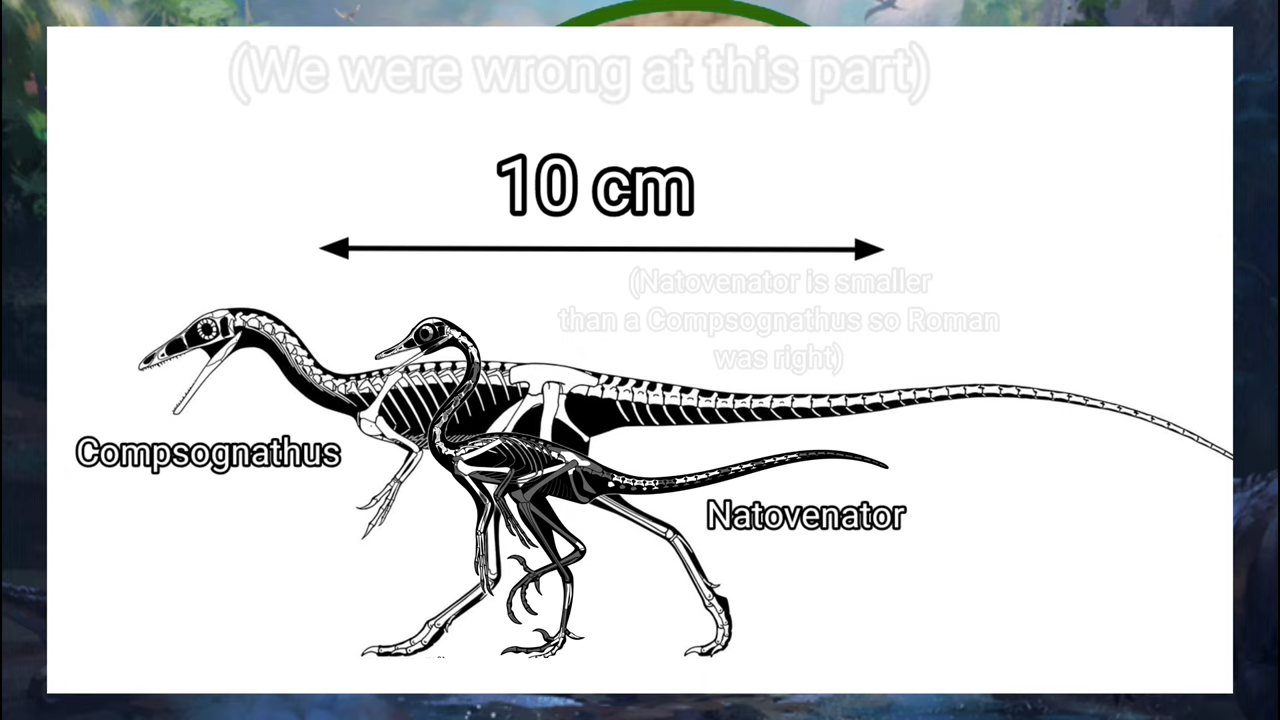 (We were wrong at this part)
10 cm
(Natovenator is smaller
than a Compsognathus so Roman
was right)
Compsognathus
Natovenator